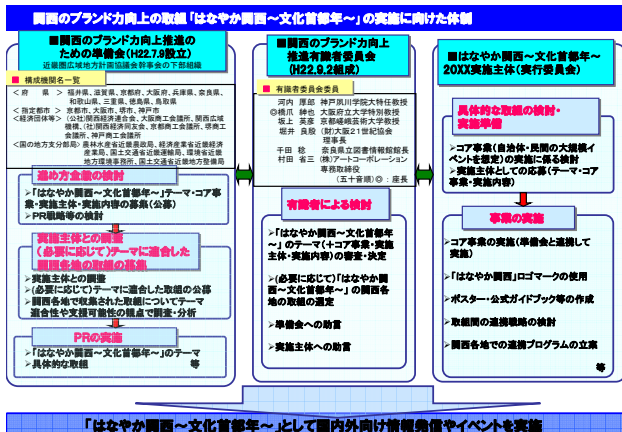 関西のブランド力向上の取組「はなやか関西～文化首都年～」の実施に向けた体制
■関西のブランド力向上推進の
ための準備会(H22.7.9設立)
近畿圏広域地方計画協議会幹事会の下部組織
■ 構成機関名一覧
＜府　県＞ 福井県、滋賀県、京都府、大阪府、兵庫県、奈良県、
和歌山県、三重県、徳島県、鳥取県
＜指定都市＞ 京都市、大阪市、堺市、神戸市
＜経済団体等＞ (公社)関西経済連合会、大阪商工会議所、関西広域
機構、(社)関西経済同友会、京都商工会議所、堺商工
会議所、神戸商工会議所
＜国の地方支分部局＞ 農林水産省近畿農政局、経済産業省近畿経済
産業局、国土交通省近畿運輸局、環境省近畿
地方環境事務所、国土交通省近畿地方整備局
進め方全般の検討
➢「はなやか関西～文化首都年～」テーマ・コア事
業・実施主体・実施内容の募集(公募)
➢PR戦略等の検討
実施主体との調整
(必要に応じて)テーマに適合した
関西各地の取組の募集
➢実施主体との調整
➢(必要に応じて)テーマに適合した取組の公募
➢関西各地で収集された取組についてテーマ
適合性や支援可能性の観点で調査・分析
PRの実施
➢「はなやか関西～文化首都年～」のテーマ
➢具体的な取組　等
■関西のブランド力向上
推進有識者委員会
(H22.9.2組成)
■ 有識者委員会委員
河内 厚郎 神戸夙川学院大特任教授
◎橋爪 紳也 大阪府立大学特別教授
坂上 英彦 京都嵯峨芸術大学教授
堀井 良殷 (財)大阪21世紀協会
理事長
千田 稔 奈良県立図書情報館館長
村田 省三 (株)アートコーポレーション
専務取締役
(五十音順)◎：座長
有識者による検討
➢「はなやか関西～文化首都年
～」のテーマ(+コア事業・実施
主体・実施内容)の審査・決定
➢(必要に応じて)「はなやか関
西～文化首都年～」の関西各
地の取組の選定
➢準備会への助言
➢実施主体への助言
■はなやか関西～文化首都年～
20XX実施主体(実行委員会)
具体的な取組の検討・
実施準備
➢コア事業(自治体・民間の大規模イ
ベントを想定)の実施に係る検討
➢実施主体としての応募(テーマ・コア
事業・実施内容)
事業の実施
➢コア事業の実施(準備会と連携して
実施)
➢「はなやか関西」ロゴマークの使用
➢ポスター・公式ガイドブック等の作成
➢取組間の連携戦略の検討
➢関西各地での連携プログラムの立案
等
「はなやか関西～文化首都年～」として国内外向け情報発信やイベントを実施